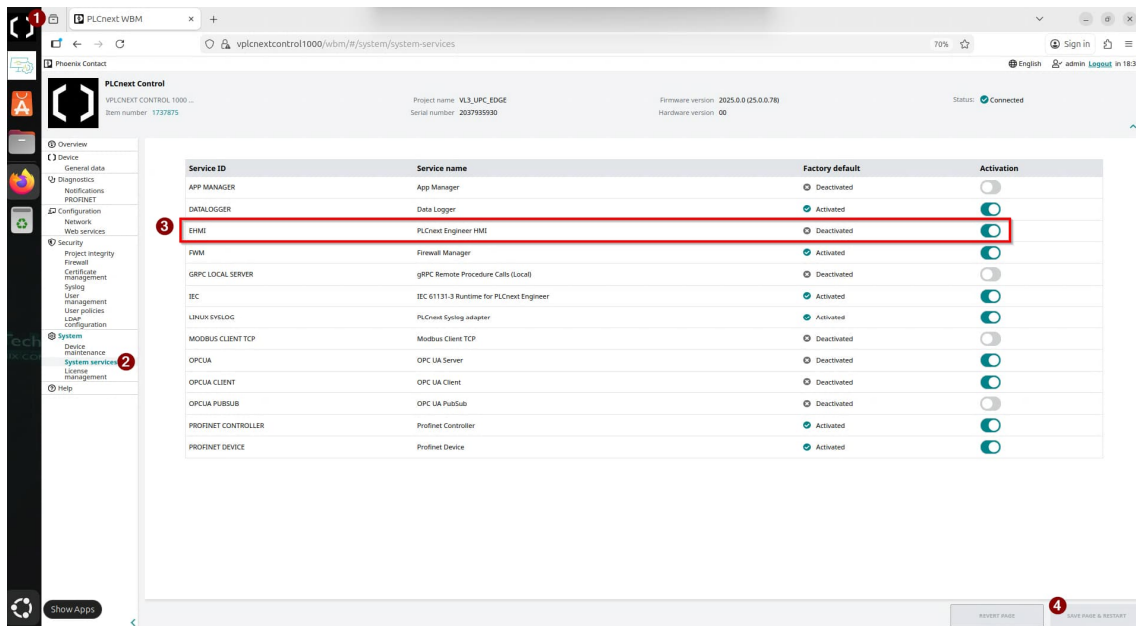 1
PLCnext WBM × +
vplcnextcontrol1000/wbm/#/system/system-services 70% Sign in
Phoenix Contact English admin Logout in 18:3
PLCnext Control
VPLCNEXT CONTROL 1000 ... Project name VL3_UPC_EDGE Firmware version 2025.0.0 (25.0.0.78) Status: Connected
Item number 1737875 Serial number 2037935930 Hardware version 00
Overview
Device
General data
Diagnostics
Notifications
PROFINET
Configuration
Network
Web services
Security
Project integrity
Firewall
Certificate
management
Syslog
User
management
User policies
LDAP
configuration
System
Device
maintenance
System services 2
License
management
Help
Service ID Service name Factory default Activation
APP MANAGER App Manager Deactivated
DATALOGGER Data Logger Activated
3 EHMI PLCnext Engineer HMI Deactivated
FWM Firewall Manager Activated
GRPC LOCAL SERVER gRPC Remote Procedure Calls (Local) Deactivated
IEC IEC 61131-3 Runtime for PLCnext Engineer Activated
LINUX SYSLOG PLCnext Syslog adapter Activated
MODBUS CLIENT TCP Modbus Client TCP Deactivated
OPCUA OPC UA Server Deactivated
OPCUA CLIENT OPC UA Client Deactivated
OPCUA PUBSUB OPC UA PubSub Deactivated
PROFINET CONTROLLER Profinet Controller Activated
PROFINET DEVICE Profinet Device Activated
Show Apps
4
REVERT PAGE SAVE PAGE & RESTART